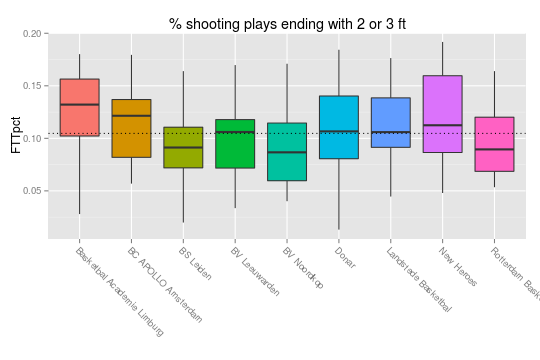 % shooting plays ending with 2 or 3 ft
FTTpct
0.20
0.15
0.10
0.05
Basketbal Academie Limburg
BC APOLLO Amsterdam
BS Leiden
BV Leeuwarden
BV Noordkop
Donar
Landstede Basketbal
New Heroes
Rotterdam Bask